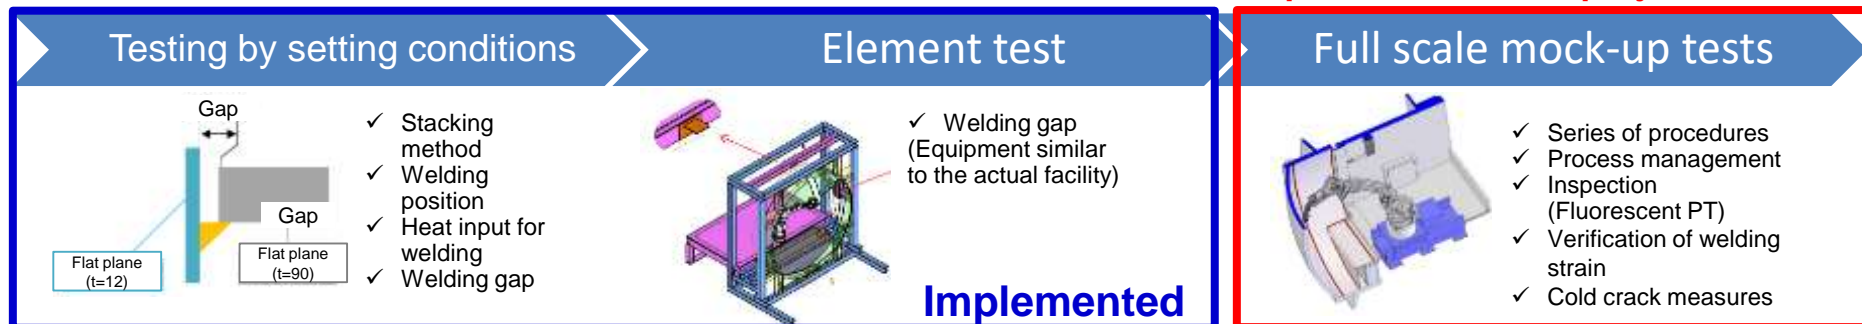 Testing by setting conditions
Element test
Full scale mock-up tests
Gap
Gap
Flat plane
(t=12)
Flat plane
(t=90)
✓ Stacking
method
✓ Welding
position
✓ Heat input for
welding
✓ Welding gap
✓ Welding gap
(Equipment similar
to the actual facility)
Implemented
✓ Series of procedures
✓ Process management
✓ Inspection
(Fluorescent PT)
✓ Verification of welding
strain
✓ Cold crack measures